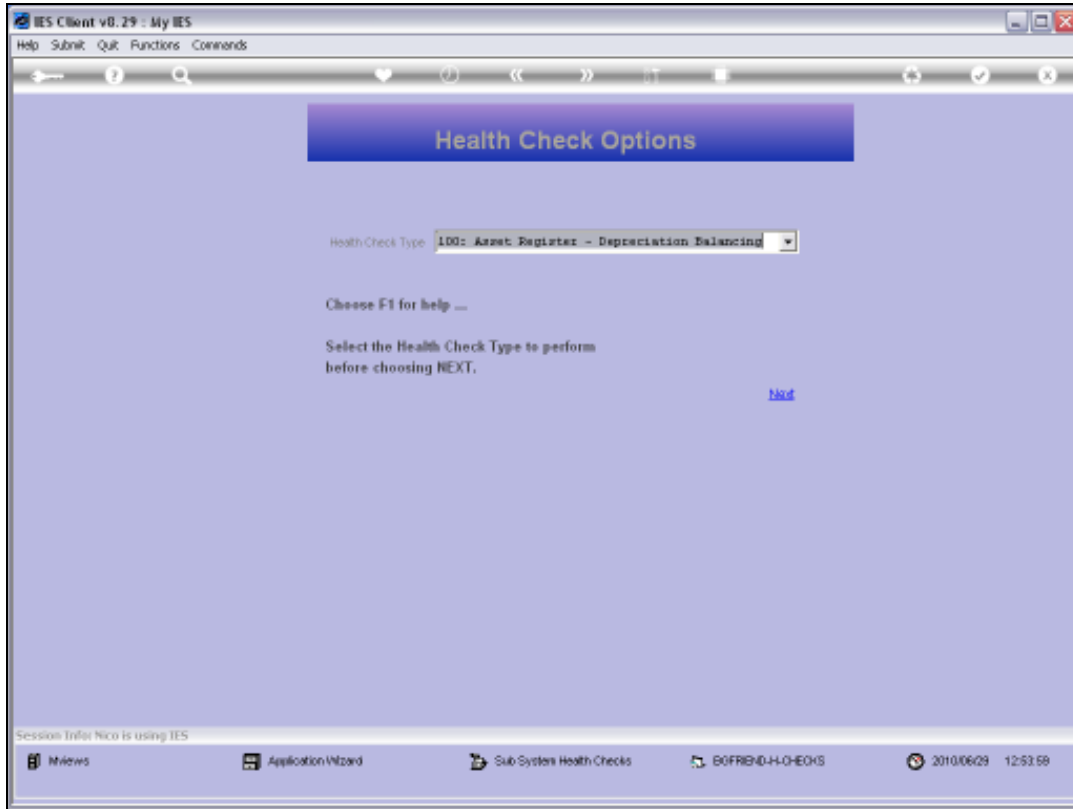 IES Client v8.29 : My IES
Help Submit Quit Functions Commands
Health Check Options
Health Check Type 100: Asset Register - Depreciation Balancing
Choose F1 for help ...
Select the Health Check Type to perform
before choosing NEXT.
Next
Session Info: Nico is using IES
Mviews Application Wizard Sub System Health Checks BGFRIEND-H-CHECKS 2010/06/29 12:53:59